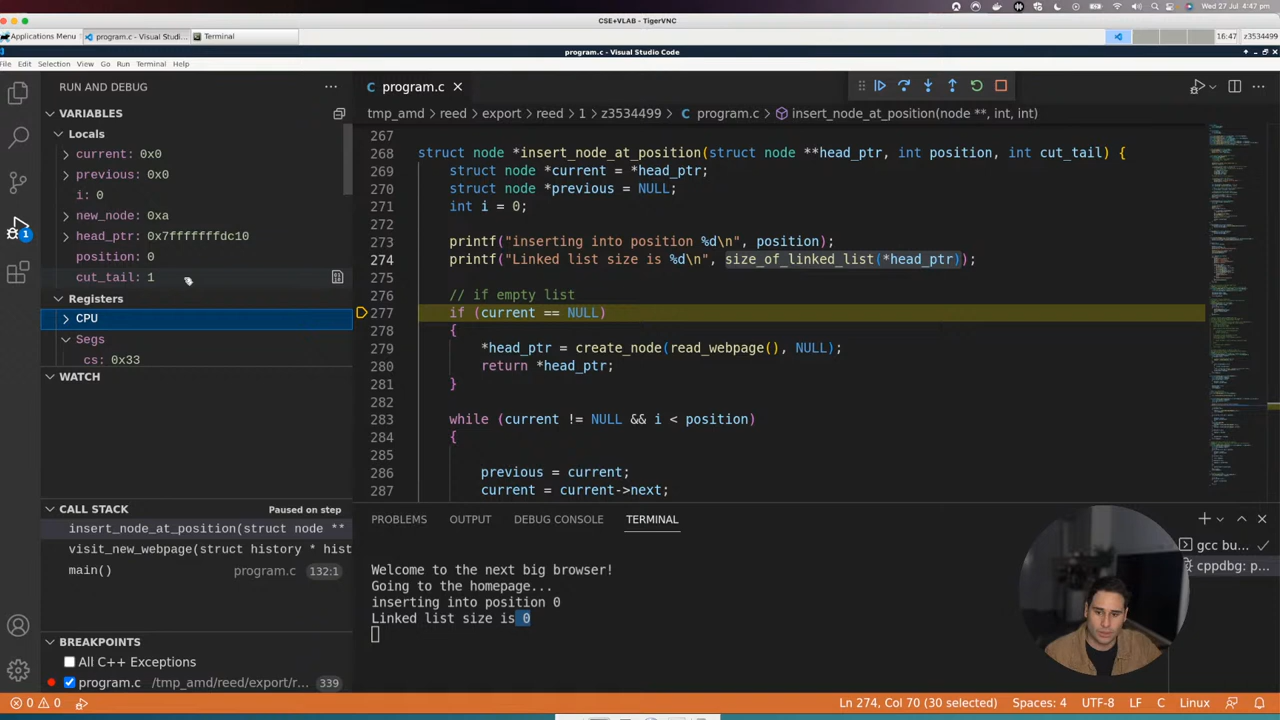 Wed 27 Jul 4:47 pm
CSE+VLAB - TigerVNC
Applications Menu
program.c - Visual Studi...
Terminal
16:47
z3534499
program.c - Visual Studio Code
File Edit Selection View Go Run Terminal Help
RUN AND DEBUG
VARIABLES
Locals
current: 0x0
previous: 0x0
i: 0
new_node: 0xa
head_ptr: 0x7fffffffdc10
position: 0
cut_tail: 1
Registers
CPU
Segs
cs: 0x33
WATCH
CALL STACK
Paused on step
insert_node_at_position(struct node **
visit_new_webpage(struct history * hist
main()
program.c
132:1
BREAKPOINTS
All C++ Exceptions
program.c /tmp_amd/reed/export/r...
339
C program.c
tmp_amd > reed > export > reed > 1 > z3534499 > C program.c > insert_node_at_position(node **, int, int)
267
268 struct node *insert_node_at_position(struct node **head_ptr, int position, int cut_tail) {
269 struct node *current = *head_ptr;
270 struct node *previous = NULL;
271 int i =
272
273 printf( inserting into position %d\n", position);
274 printf( Linked list size is %d\n", size_ linked_list(*head_ptr));
275
276 // if empty list
277 if (current == NULL)
278 {
279 *head_ptr = create_node(read_webpage(), NULL);
280 return *head_ptr;
281 }
282
283 while (current != NULL && i < position)
284 {
285
286 previous = current;
287 current = current->next;
PROBLEMS OUTPUT DEBUG CONSOLE TERMINAL
gcc bu...
cppdbg: p...
Welcome to the next big browser!
Going to the homepage...
inserting into position 0
Linked list size is 0
0 0
Ln 274, Col 70 (30 selected) Spaces: 4 UTF-8 LF C Linux